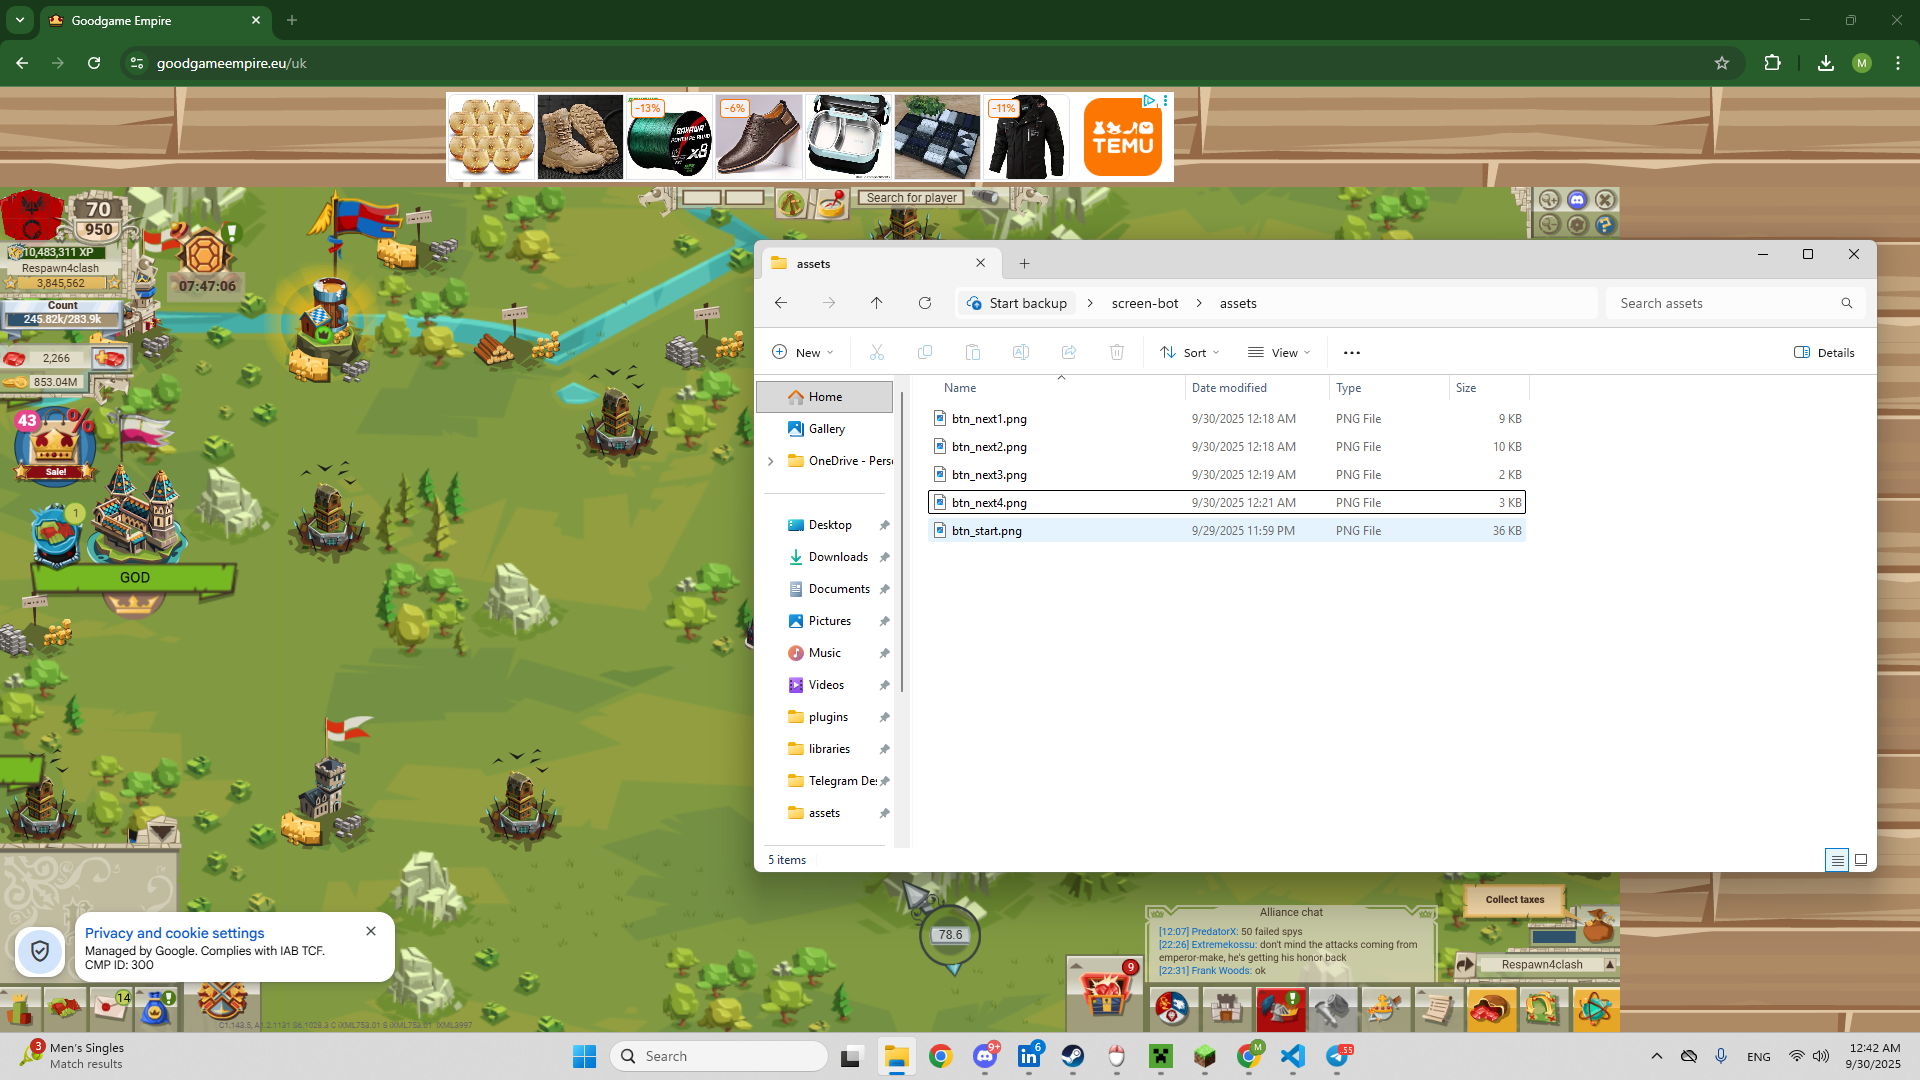 Goodgame Empire
goodgameempire.eu/uk
M
-13%
-6%
-11%
TEMU
70
950
10,483,311 XP
Respawn4clash
3,845,562
Count
245.82k/283.9k
2,266
853.04M
07:47:06
Search for player
43
%
Sale!
1
GOD
assets
Start backup
screen-bot
assets
Search assets
New
Sort
View
Details
Home
Gallery
OneDrive - Pers
Desktop
Downloads
Documents
Pictures
Music
Videos
plugins
libraries
Telegram Des
assets
Name
Date modified
Type
Size
btn_next1.png
9/30/2025 12:18 AM
PNG File
9 KB
btn_next2.png
9/30/2025 12:18 AM
PNG File
10 KB
btn_next3.png
9/30/2025 12:19 AM
PNG File
2 KB
btn_next4.png
9/30/2025 12:21 AM
PNG File
3 KB
btn_start.png
9/29/2025 11:59 PM
PNG File
36 KB
5 items
Privacy and cookie settings
Managed by Google. Complies with IAB TCF.
CMP ID: 300
14
78.6
9
Alliance chat
[12:07] PredatorX: 50 failed spys
[22:26] Extremekossu: don't mind the attacks coming from
emperor-make, he's getting his honor back
[22:31] Frank Woods: ok
Collect taxes
Respawn4clash
3
Men's Singles
Match results
Search
9+
6
M
55
ENG
12:42 AM
9/30/2025